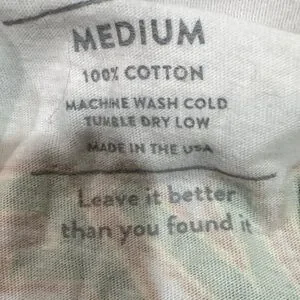 MEDIUM
100% COTTON
MACHINE WASH COLD
TUMBLE DRY LOW
MADE IN THE USA
Leave it better
than you found it